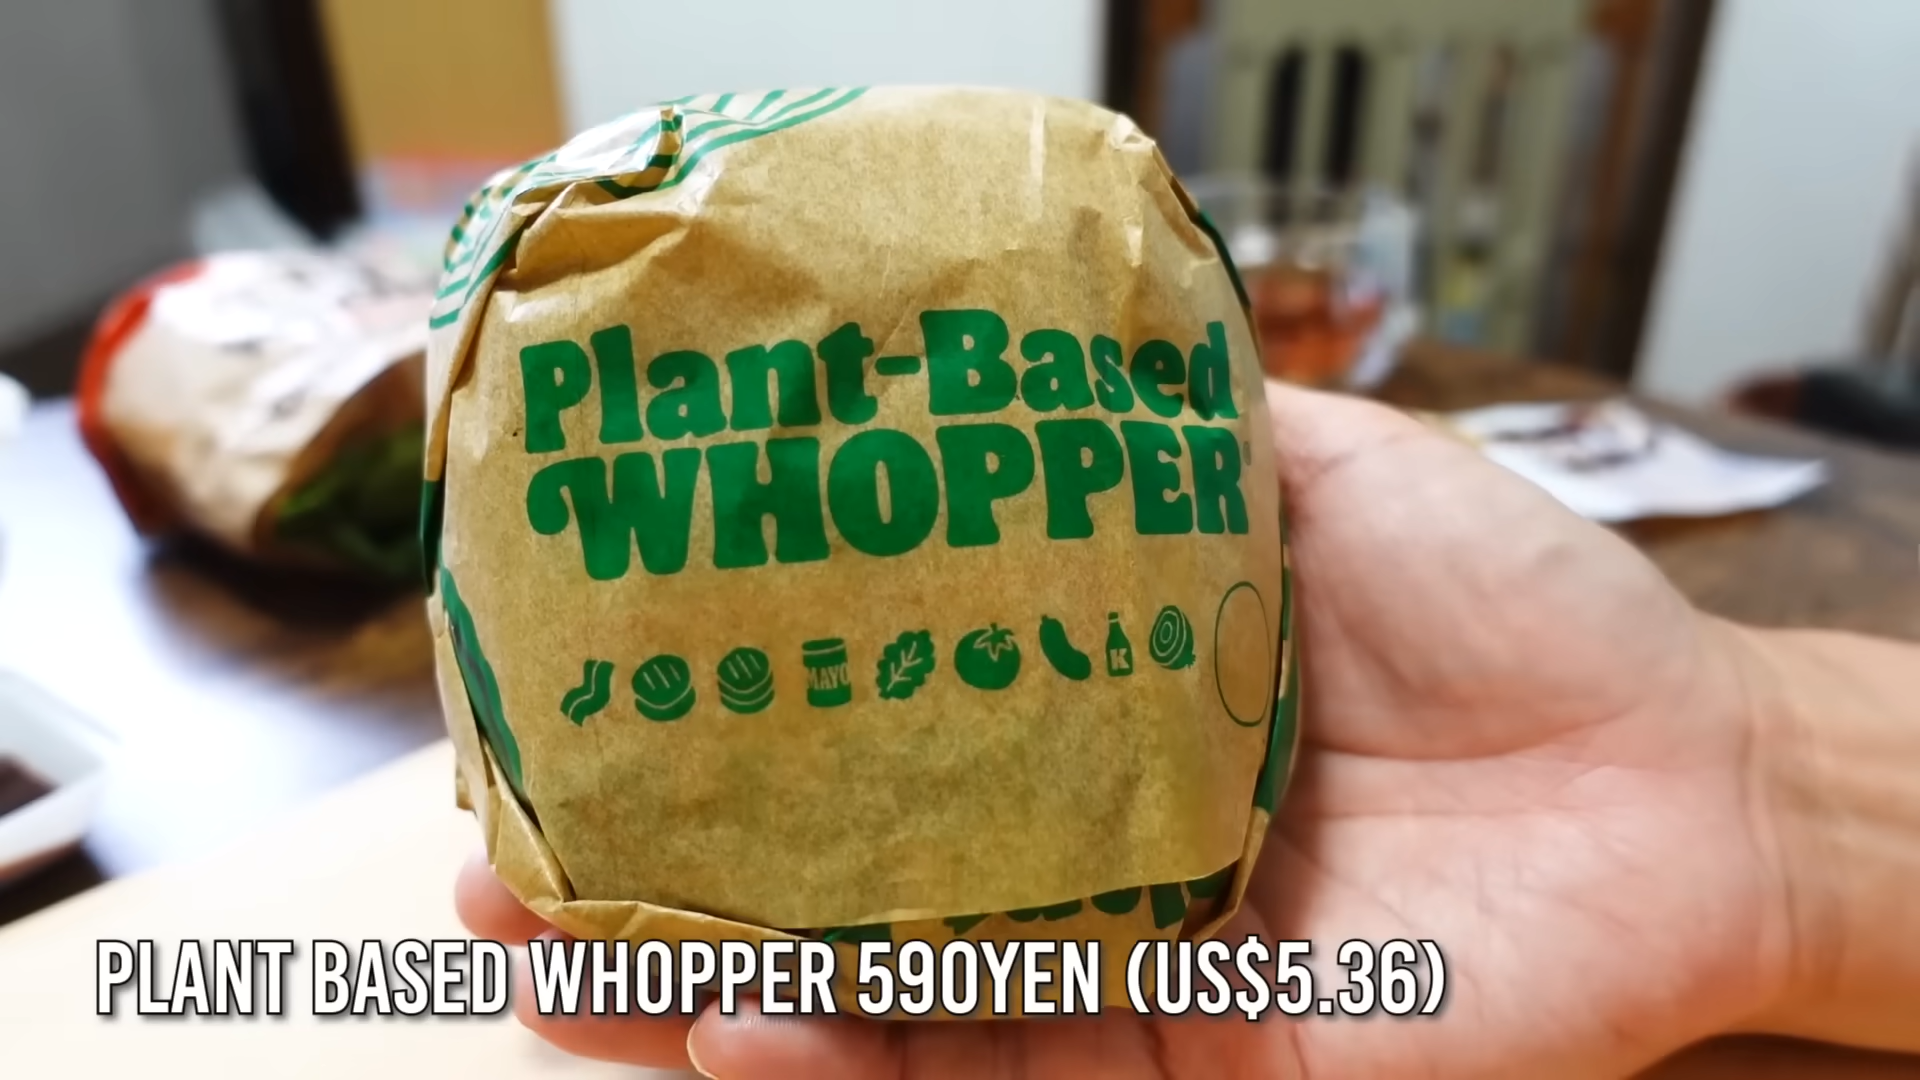 Plant-Based
WHOPPER
MAYO
K
PLANT BASED WHOPPER 590YEN (US$5.36)